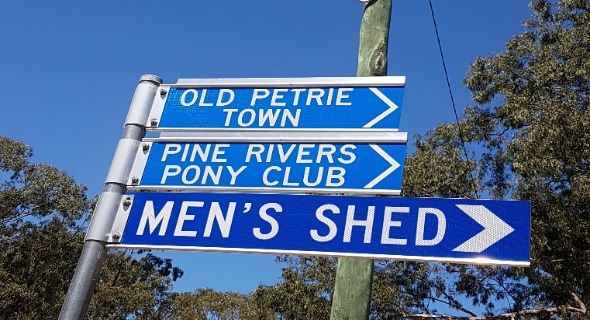 OLD PETRIE
TOWN
PINE RIVERS
PONY CLUB
MEN'S SHED